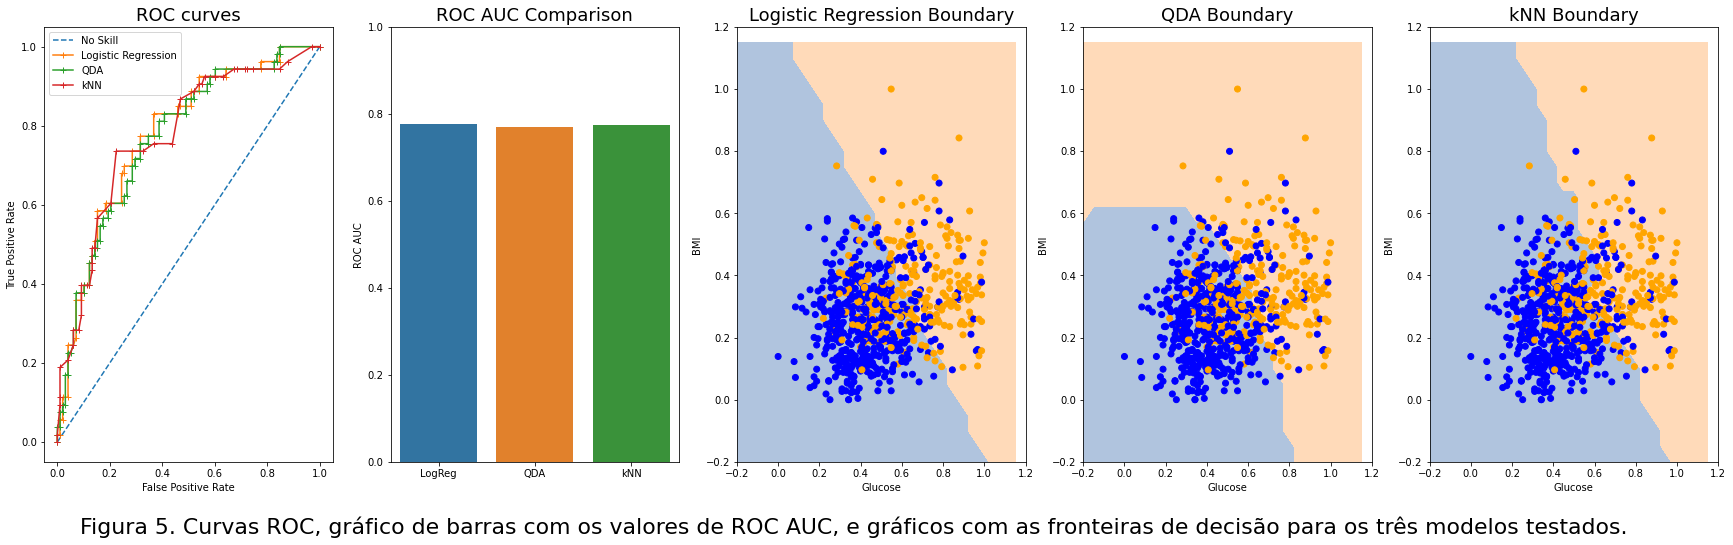 ROC curves
No Skill
Logistic Regression
QDA
kNN
1.0
0.8
0.6
0.4
0.2
0.0
True Positive Rate
0.0 0.2 0.4 0.6 0.8 1.0
False Positive Rate
ROC AUC Comparison
1.0
0.8
0.6
0.4
0.2
0.0
ROC AUC
LogReg QDA kNN
Logistic Regression Boundary
1.2
1.0
0.8
0.6
0.4
0.2
0.0
−0.2
BMI
−0.2 0.0 0.2 0.4 0.6 0.8 1.0 1.2
Glucose
QDA Boundary
1.2
1.0
0.8
0.6
0.4
0.2
0.0
−0.2
BMI
−0.2 0.0 0.2 0.4 0.6 0.8 1.0 1.2
Glucose
kNN Boundary
1.2
1.0
0.8
0.6
0.4
0.2
0.0
−0.2
BMI
−0.2 0.0 0.2 0.4 0.6 0.8 1.0 1.2
Glucose
Figura 5. Curvas ROC, gráfico de barras com os valores de ROC AUC, e gráficos com as fronteiras de decisão para os três modelos testados.